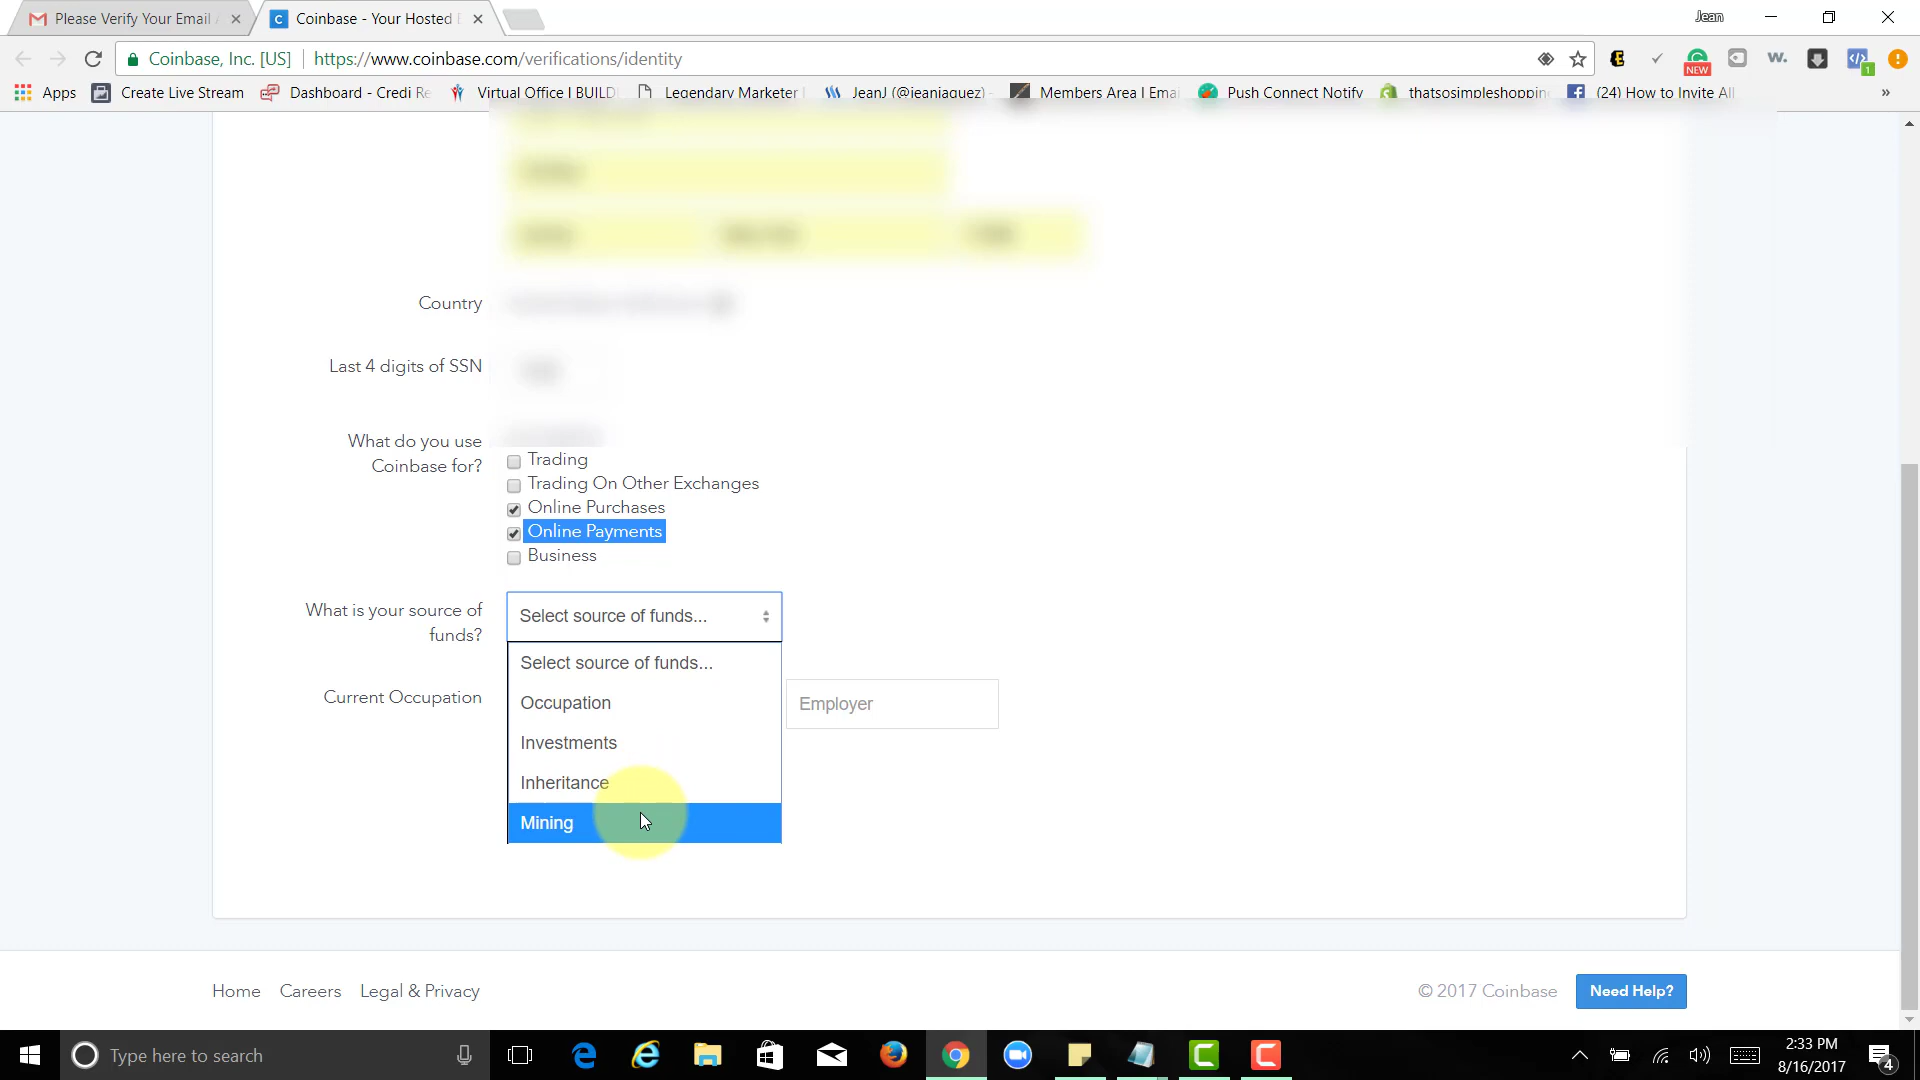 Please Verify Your Email
Coinbase - Your Hosted
Jean
Coinbase, Inc. [US]
https://www.coinbase.com/verifications/identity
NEW
w.
1
Apps
Create Live Stream
Dashboard - Credi Re
Virtual Office | BUILD
Legendary Marketer |
JeanJ (@jeanjaquez) -
Members Area | Emai
Push Connect Notify
thatsosimpleshoppin
(24) How to Invite All
»
Country
Last 4 digits of SSN
What do you use
Coinbase for?
Trading
Trading On Other Exchanges
Online Purchases
Online Payments
Business
What is your source of
funds?
Select source of funds...
Select source of funds...
Occupation
Investments
Inheritance
Mining
Current Occupation
Employer
Home
Careers
Legal & Privacy
© 2017 Coinbase
Need Help?
Type here to search
2:33 PM
8/16/2017
4